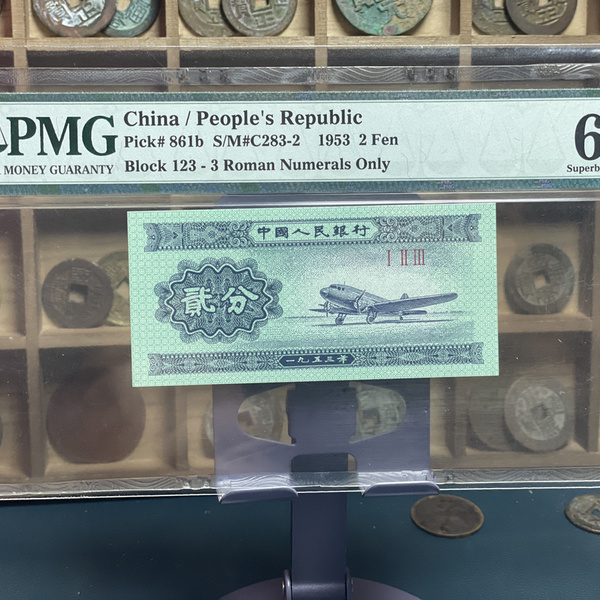 PMG
MONEY GUARANTY
China / People's Republic
Pick# 861b S/M#C283-2 1953 2 Fen
Block 123 - 3 Roman Numerals Only
6
Superb
中國人民銀行
I II III
貳分
一九五三年